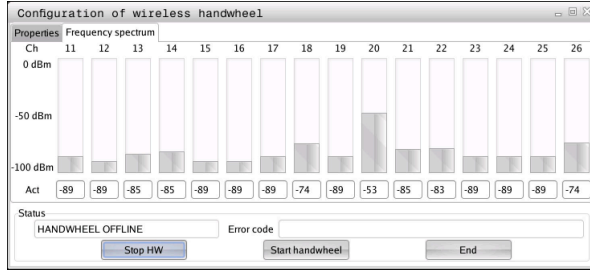 Configuration of wireless handwheel
Properties Frequency spectrum
Ch 11 12 13 14 15 16 17 18 19 20 21 22 23 24 25 26
0 dBm
-50 dBm
-100 dBm
Act -89 -89 -85 -85 -89 -89 -89 -74 -89 -53 -85 -83 -89 -89 -89 -74
Status
HANDWHEEL OFFLINE Error code
Stop HW Start handwheel End